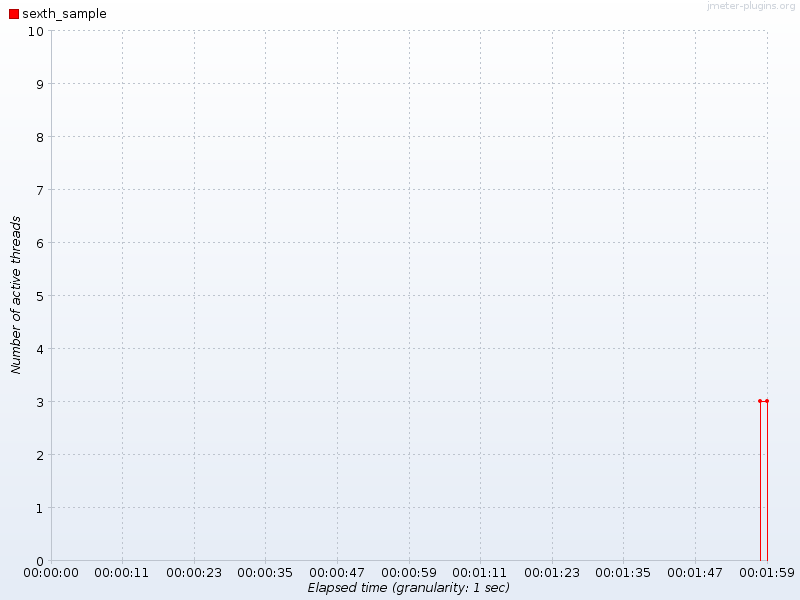 sexth_sample
jmeter-plugins.org
10
9
8
7
6
5
4
3
2
1
0
Number of active threads
00:00:00 00:00:11 00:00:23 00:00:35 00:00:47 00:00:59 00:01:11 00:01:23 00:01:35 00:01:47 00:01:59
Elapsed time (granularity: 1 sec)